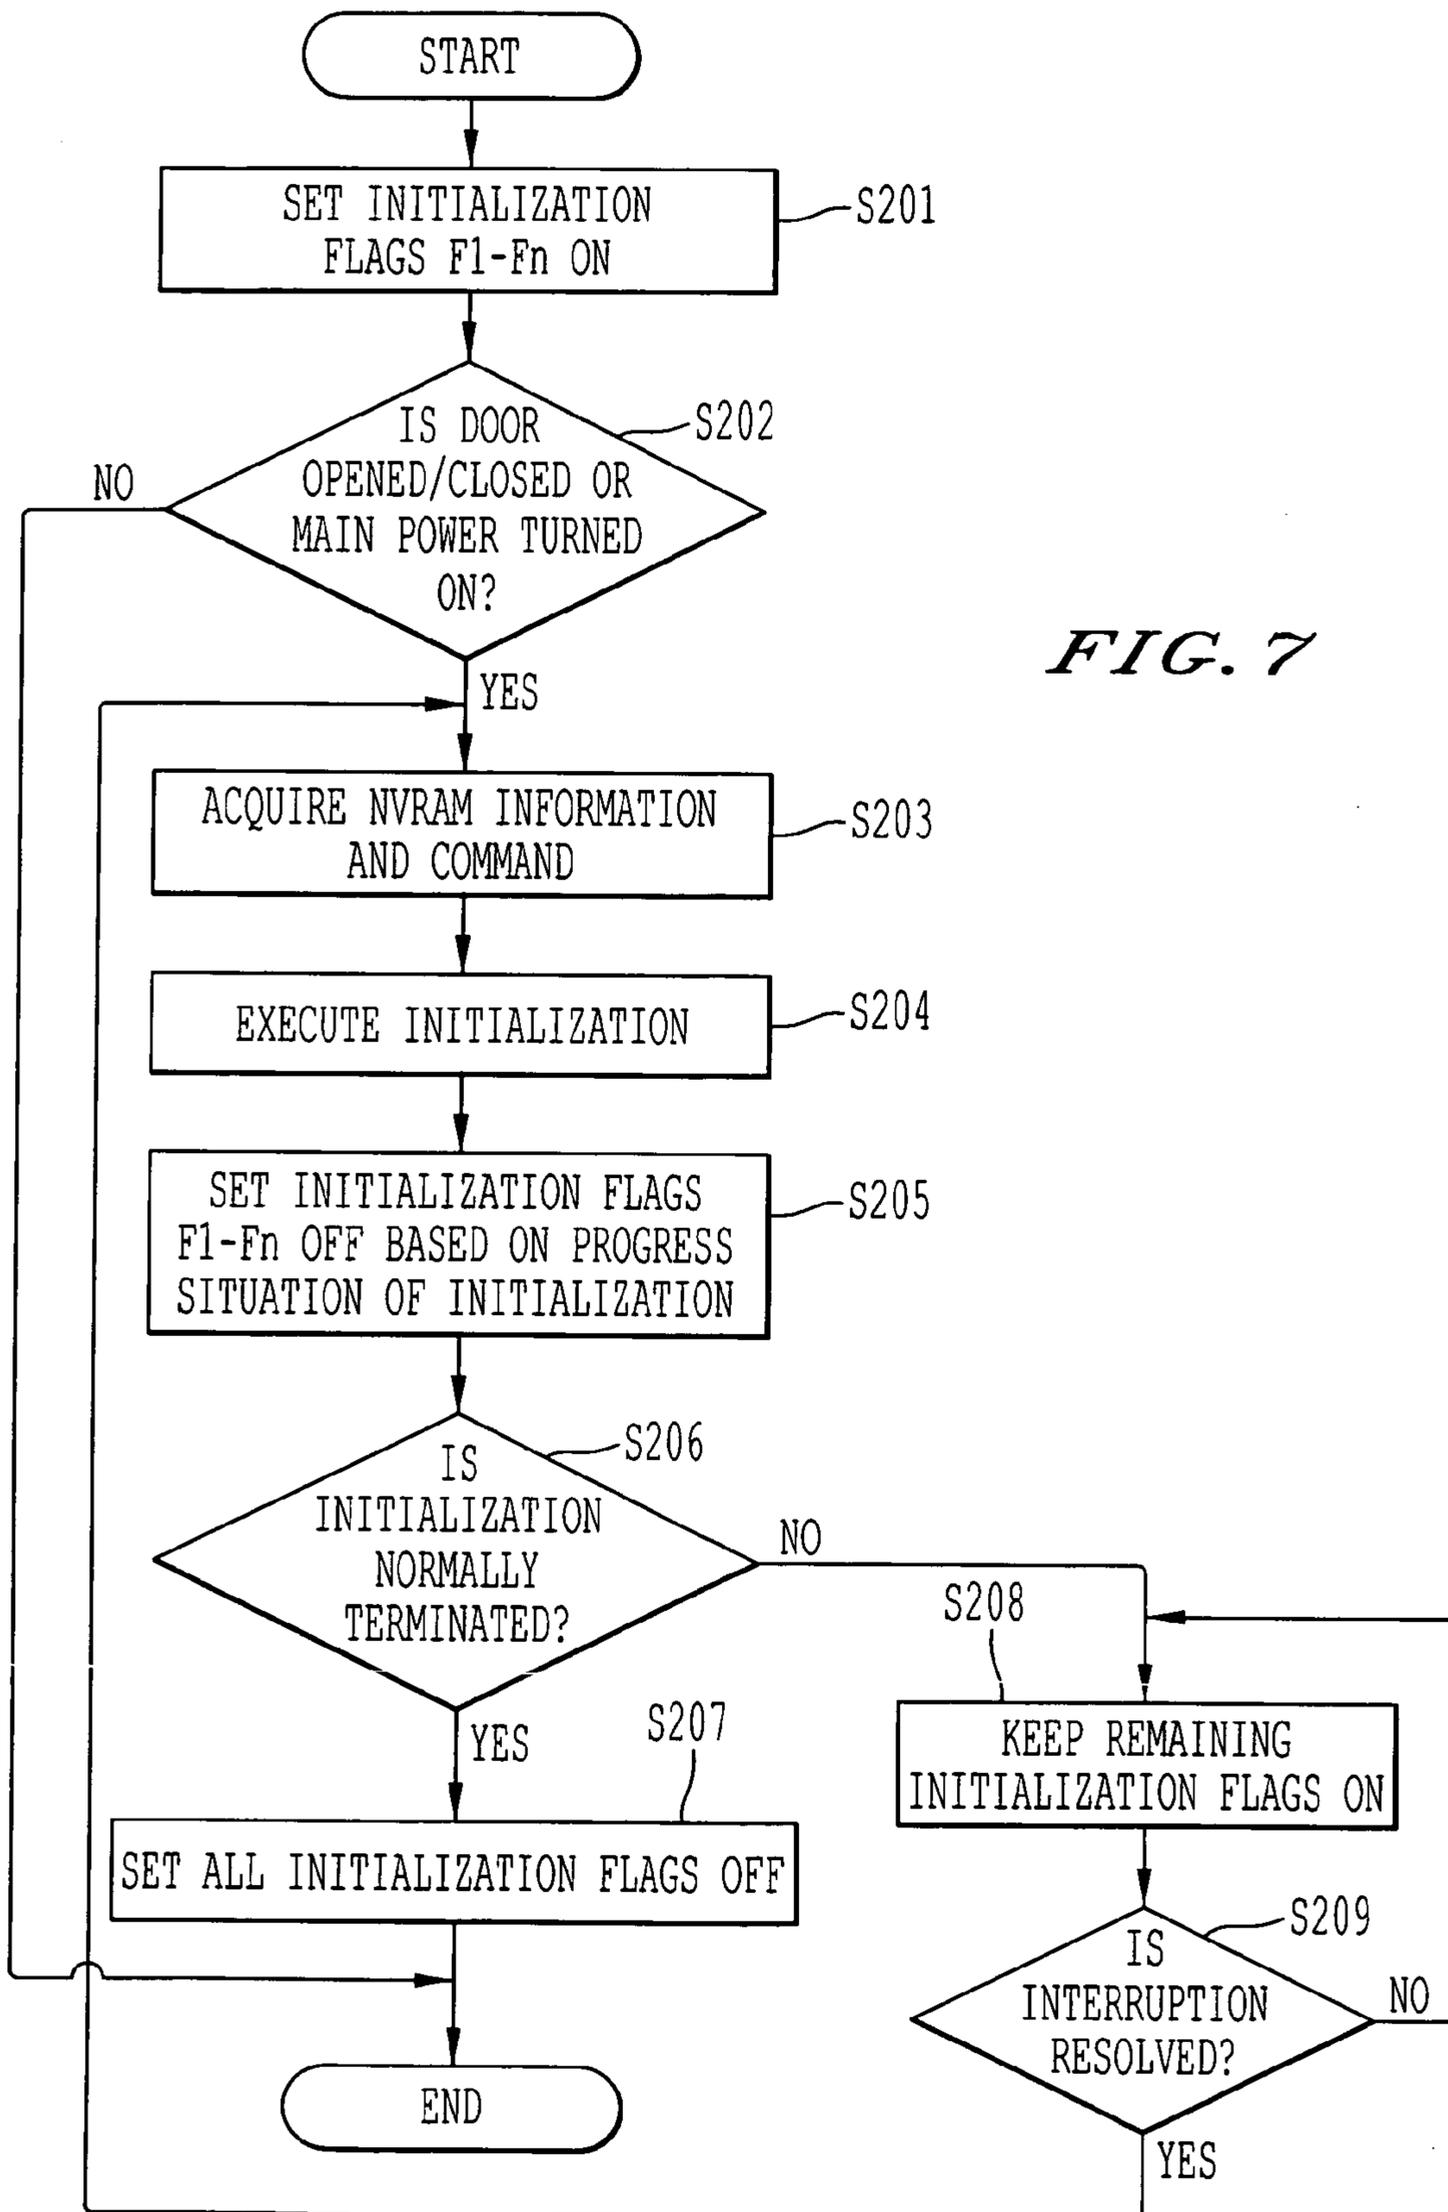 START
SET INITIALIZATION
FLAGS F1-Fn ON
S201
IS DOOR
OPENED/CLOSED OR
MAIN POWER TURNED
ON?
S202
NO
YES
FIG. 7
ACQUIRE NVRAM INFORMATION
AND COMMAND
S203
EXECUTE INITIALIZATION
S204
SET INITIALIZATION FLAGS
F1-Fn OFF BASED ON PROGRESS
SITUATION OF INITIALIZATION
S205
IS
INITIALIZATION
NORMALLY
TERMINATED?
S206
NO
YES
S207
SET ALL INITIALIZATION FLAGS OFF
S208
KEEP REMAINING
INITIALIZATION FLAGS ON
IS
INTERRUPTION
RESOLVED?
S209
NO
YES
END